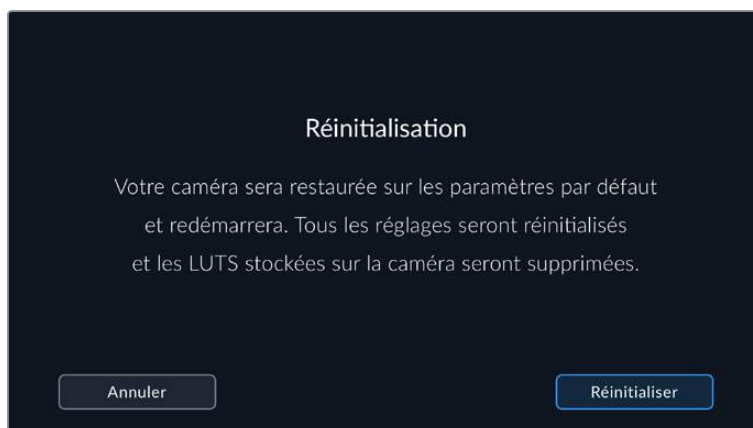 Réinitialisation
Votre caméra sera restaurée sur les paramètres par défaut
et redémarrera. Tous les réglages seront réinitialisés
et les LUTS stockées sur la caméra seront supprimées.
Annuler
Réinitialiser